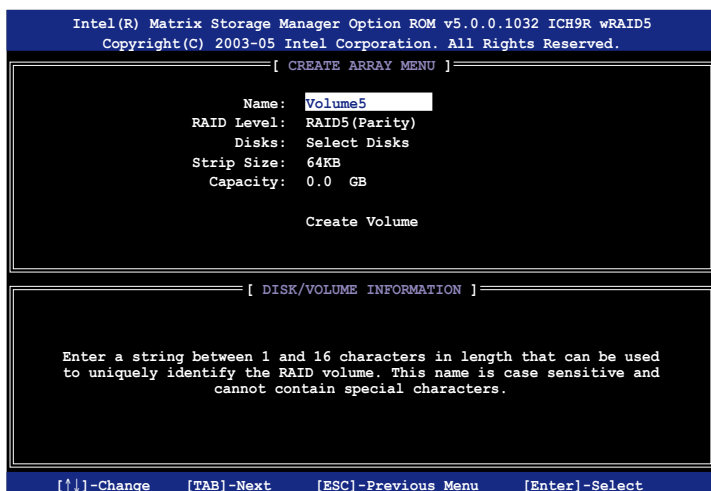 Intel(R) Matrix Storage Manager Option ROM v5.0.0.1032 ICH9R wRAID5
Copyright(C) 2003-05 Intel Corporation. All Rights Reserved.
[ CREATE ARRAY MENU ]
Name: Volume5
RAID Level: RAID5(Parity)
Disks: Select Disks
Strip Size: 64KB
Capacity: 0.0 GB
Create Volume
[ DISK/VOLUME INFORMATION ]
Enter a string between 1 and 16 characters in length that can be used
to uniquely identify the RAID volume. This name is case sensitive and
cannot contain special characters.
[↑↓]-Change [TAB]-Next [ESC]-Previous Menu [Enter]-Select